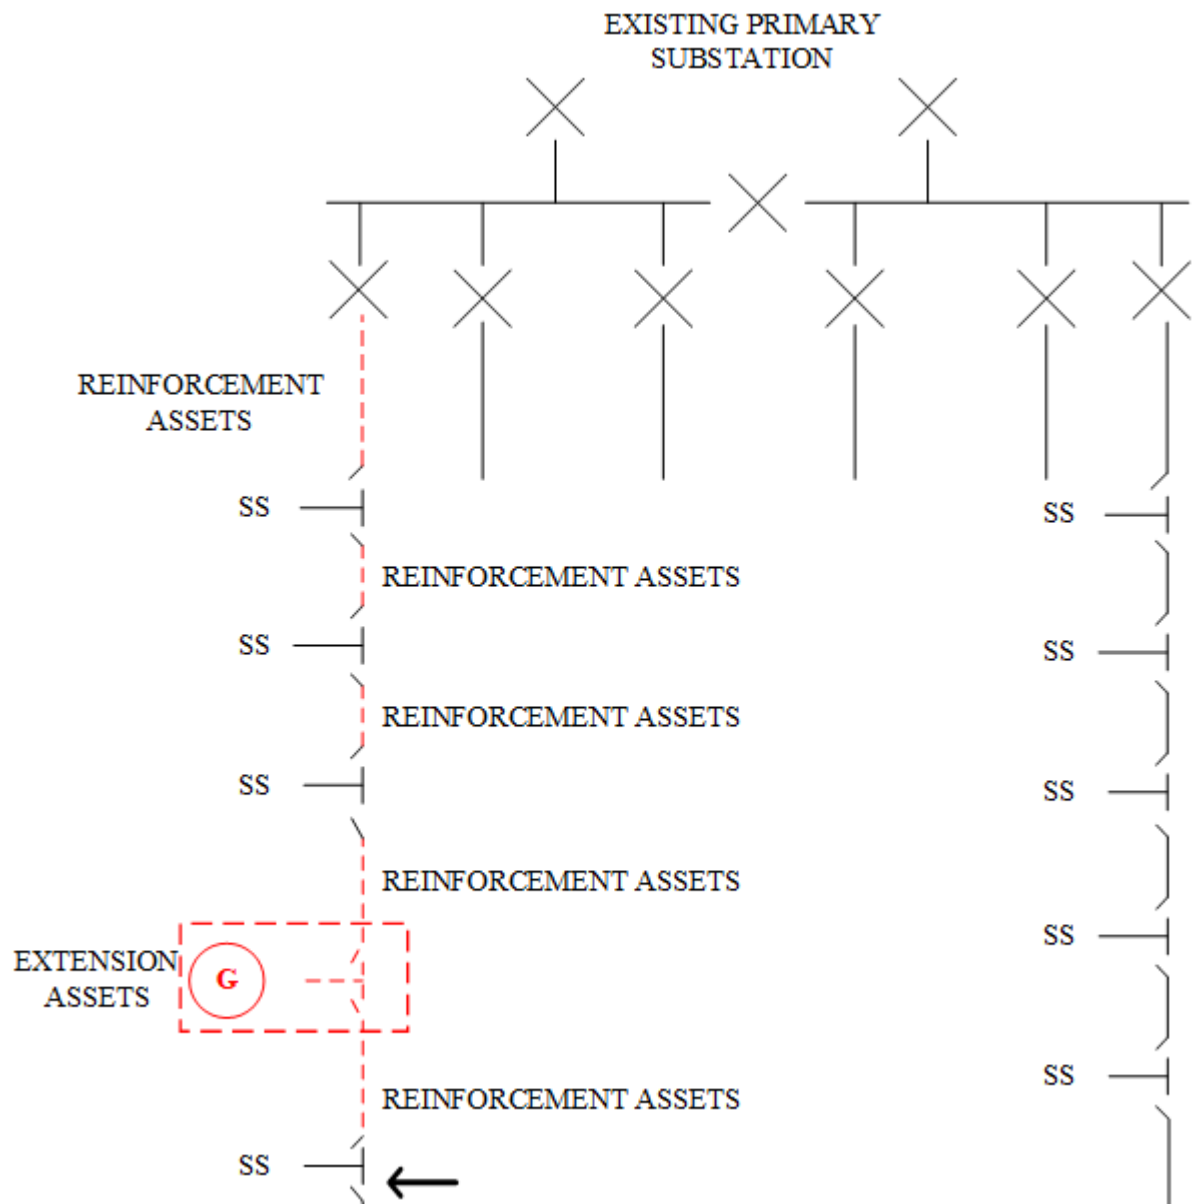 EXISTING PRIMARY
SUBSTATION
REINFORCEMENT
ASSETS
SS
SS
REINFORCEMENT ASSETS
SS
SS
REINFORCEMENT ASSETS
SS
SS
REINFORCEMENT ASSETS
SS
EXTENSION
ASSETS
G
SS
REINFORCEMENT ASSETS
SS